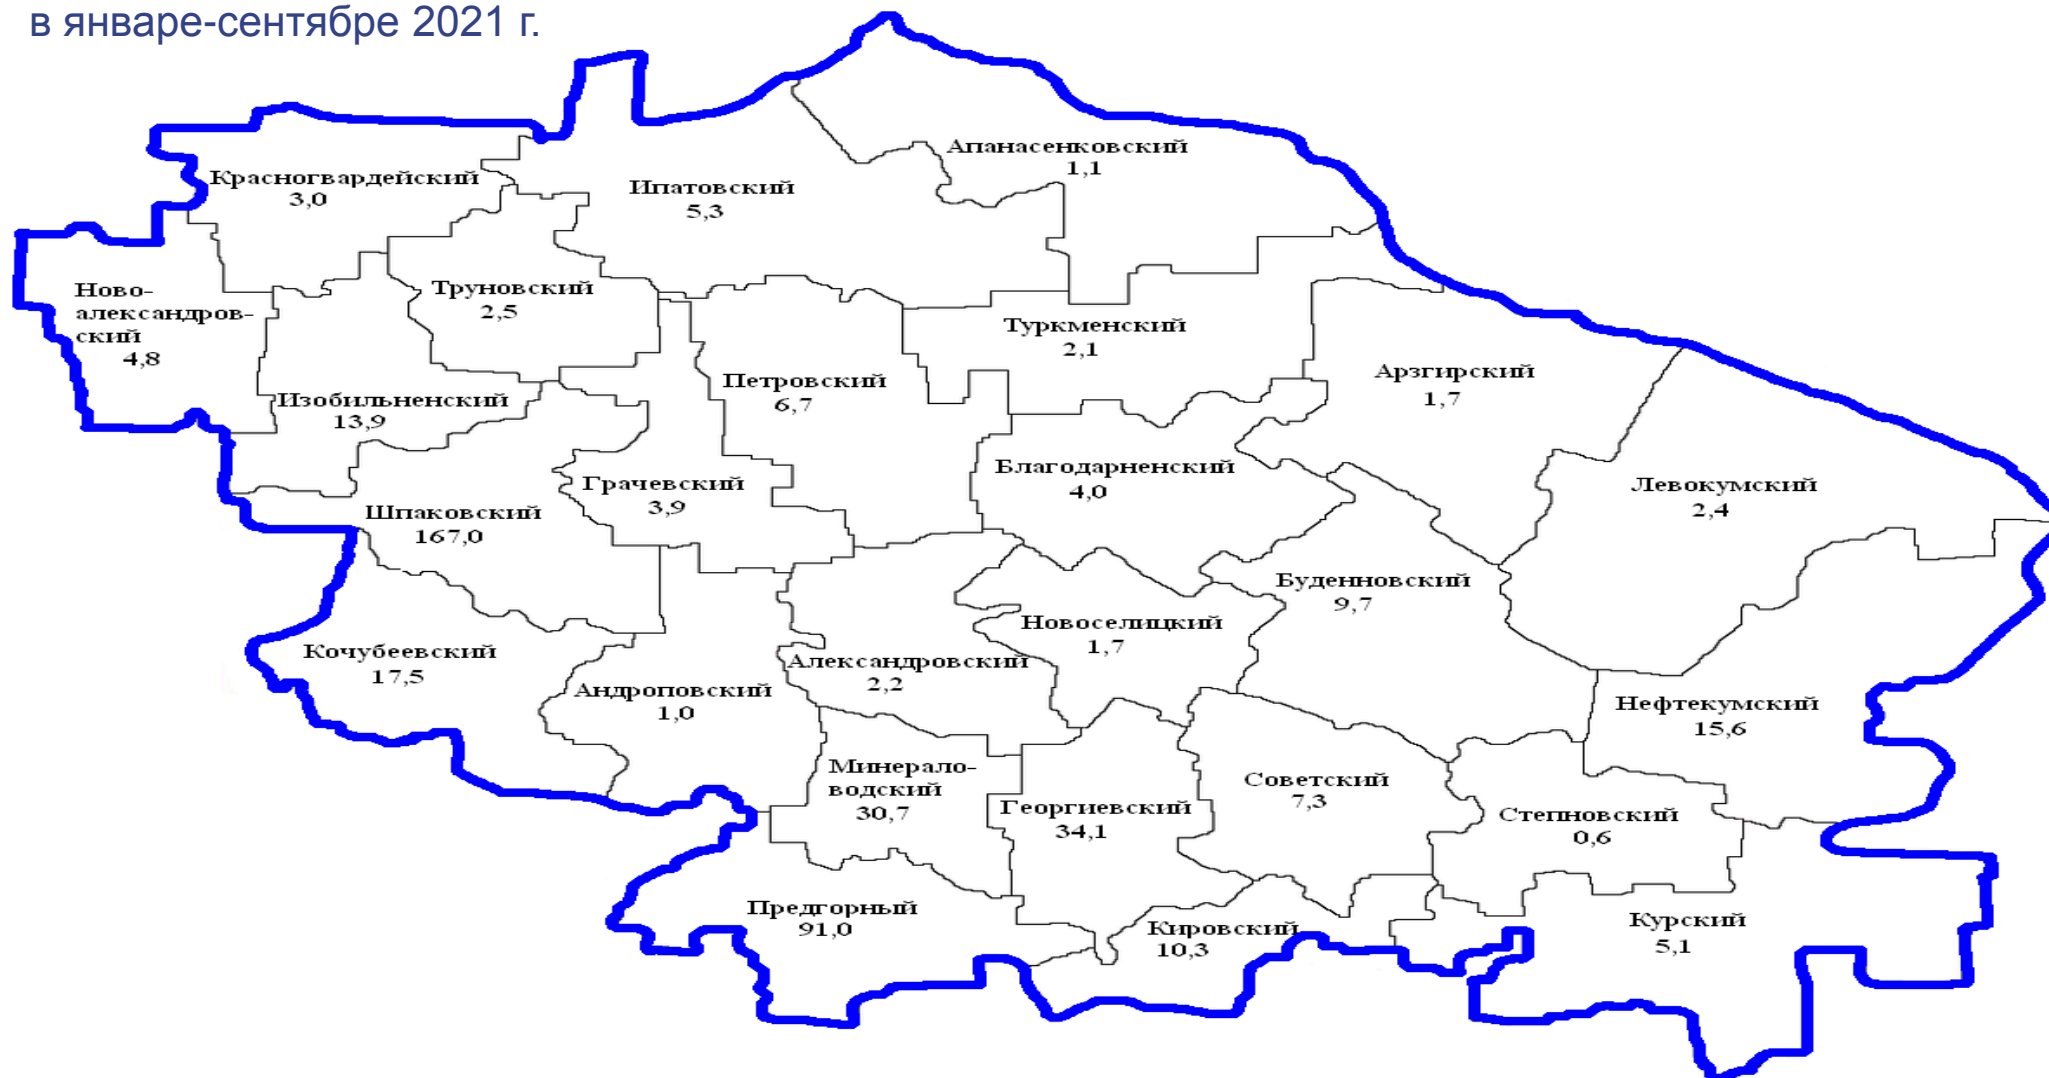 в январе-сентябре 2021 г.
Апанасенковский
1,1
Красногвардейский
3,0
Ипатовский
5,3
Ново-
александров-
ский
4,8
Труновский
2,5
Туркменский
2,1
Петровский
6,7
Арзгирский
1,7
Изобильненский
13,9
Благодарненский
4,0
Грачевский
3,9
Левокумский
2,4
Шпаковский
167,0
Буденновский
9,7
Новоселицкий
1,7
Кочубеевский
17,5
Александровский
2,2
Андроповский
1,0
Нефтекумский
15,6
Минерало-
водский
30,7
Советский
7,3
Георгиевский
34,1
Степновский
0,6
Предгорный
91,0
Кировский
10,3
Курский
5,1